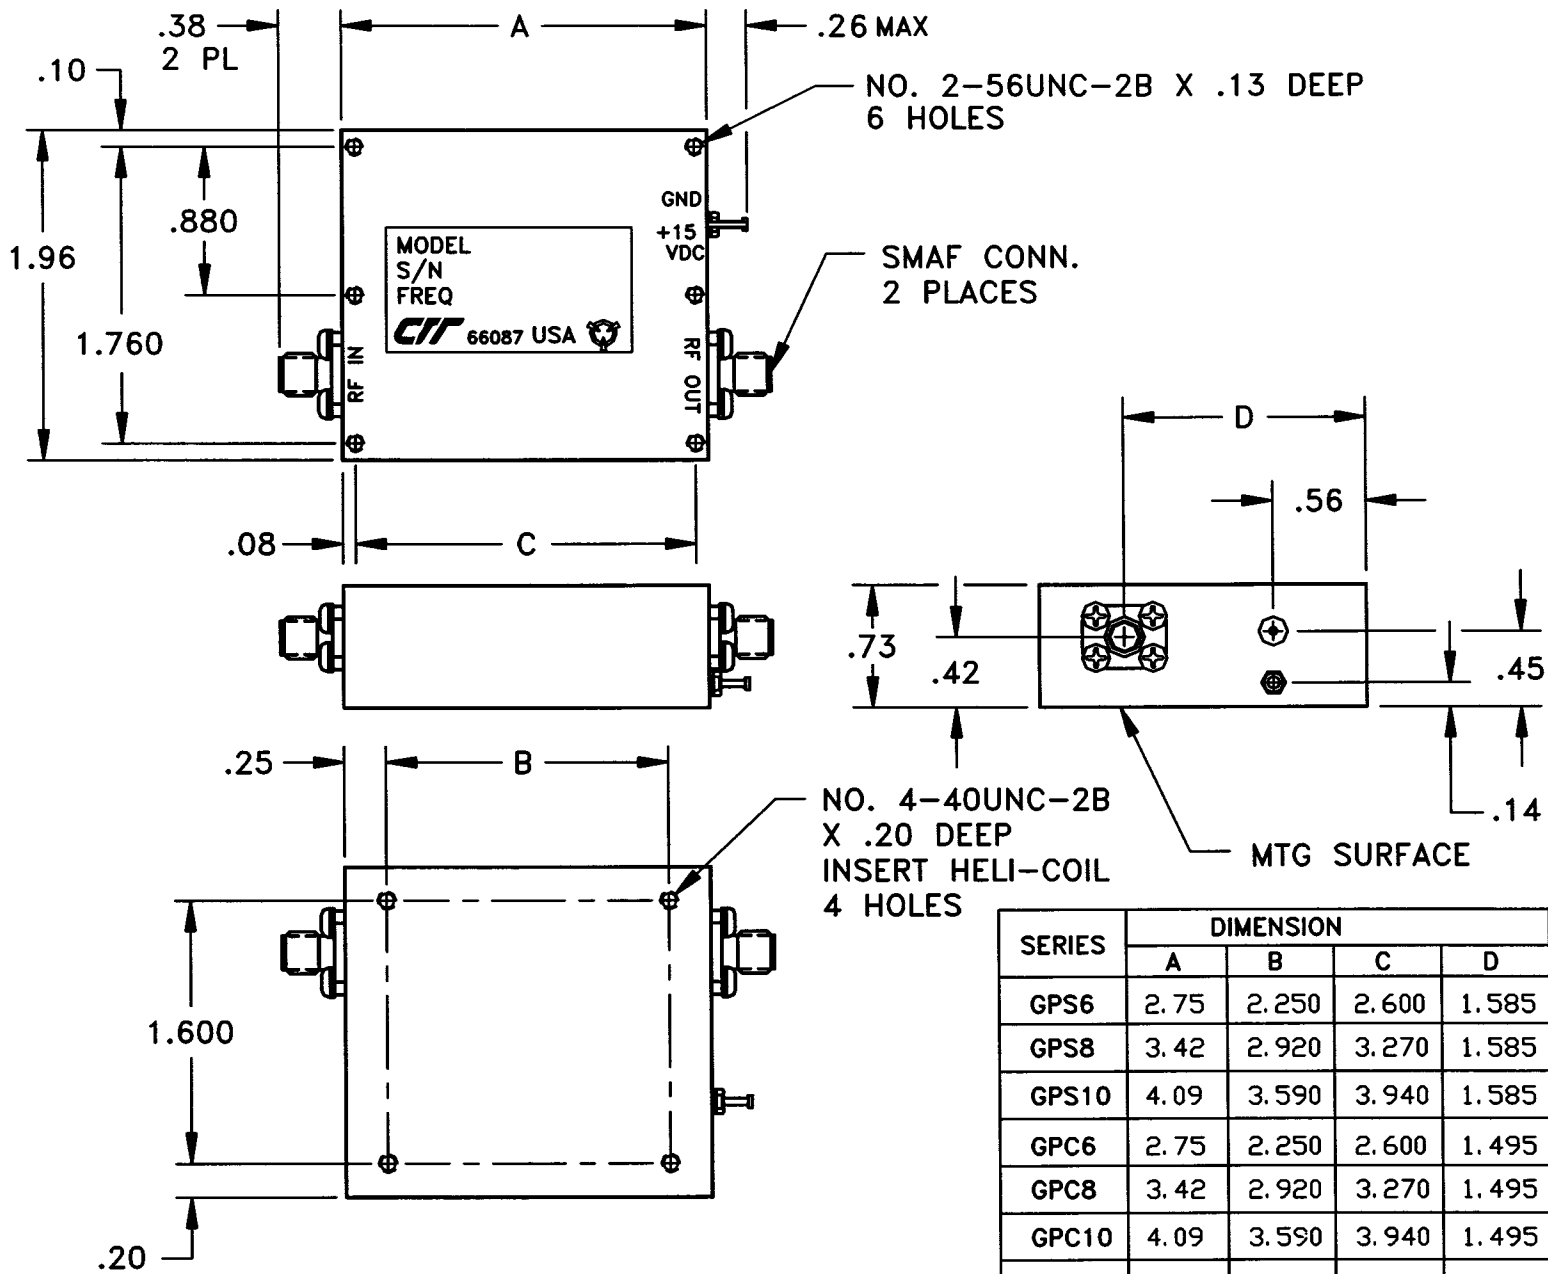 .38
2 PL
A
.26 MAX
.10
NO. 2-56UNC-2B X .13 DEEP
6 HOLES
1.96
.880
1.760
GND
+15
VDC
MODEL
S/N
FREQ
CTT 66087 USA
RF IN
RF OUT
SMAF CONN.
2 PLACES
.08
C
D
.56
.73
.42
.45
.14
MTG SURFACE
.25
B
NO. 4-40UNC-2B
X .20 DEEP
INSERT HELI-COIL
4 HOLES
1.600
.20
SERIES DIMENSION
A B C D
GPS6 2.75 2.250 2.600 1.585
GPS8 3.42 2.920 3.270 1.585
GPS10 4.09 3.590 3.940 1.585
GPC6 2.75 2.250 2.600 1.495
GPC8 3.42 2.920 3.270 1.495
GPC10 4.09 3.590 3.940 1.495